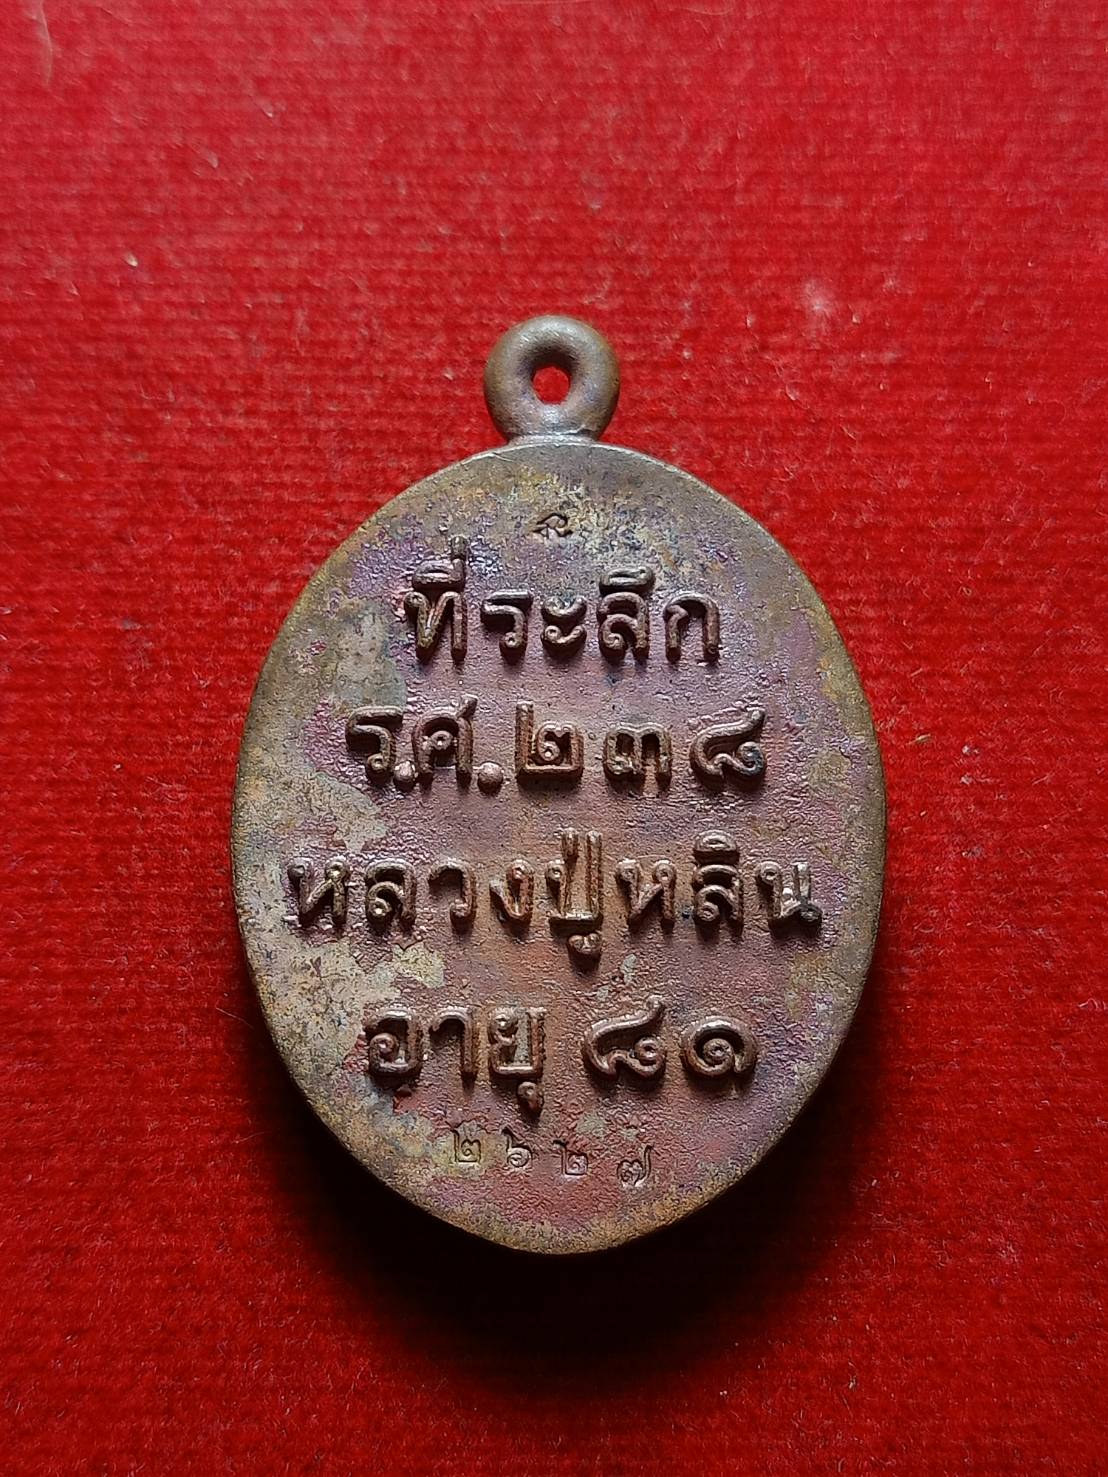 ที่ระลึก
ร.ศ.๒๓๘
หลวงปู่หลิน
อายุ ๘๑
๒๖๒๗